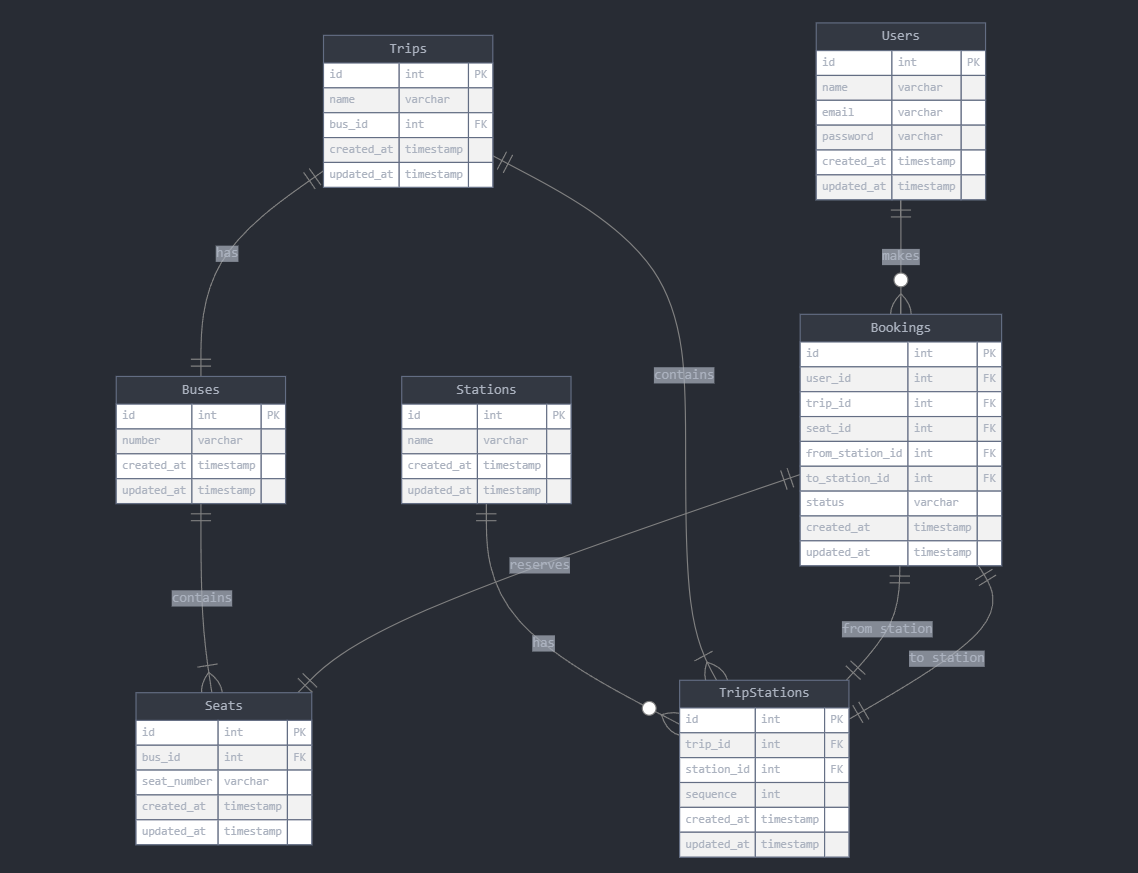 Trips
id int PK
name varchar
bus_id int FK
created_at timestamp
updated_at timestamp
Users
id int PK
name varchar
email varchar
password varchar
created_at timestamp
updated_at timestamp
has
makes
Bookings
id int PK
user_id int FK
trip_id int FK
seat_id int FK
from_station_id int FK
to_station_id int FK
status varchar
created_at timestamp
updated_at timestamp
contains
Buses
id int PK
number varchar
created_at timestamp
updated_at timestamp
Stations
id int PK
name varchar
created_at timestamp
updated_at timestamp
reserves
contains
has
from station
to station
Seats
id int PK
bus_id int FK
seat_number varchar
created_at timestamp
updated_at timestamp
TripStations
id int PK
trip_id int FK
station_id int FK
sequence int
created_at timestamp
updated_at timestamp